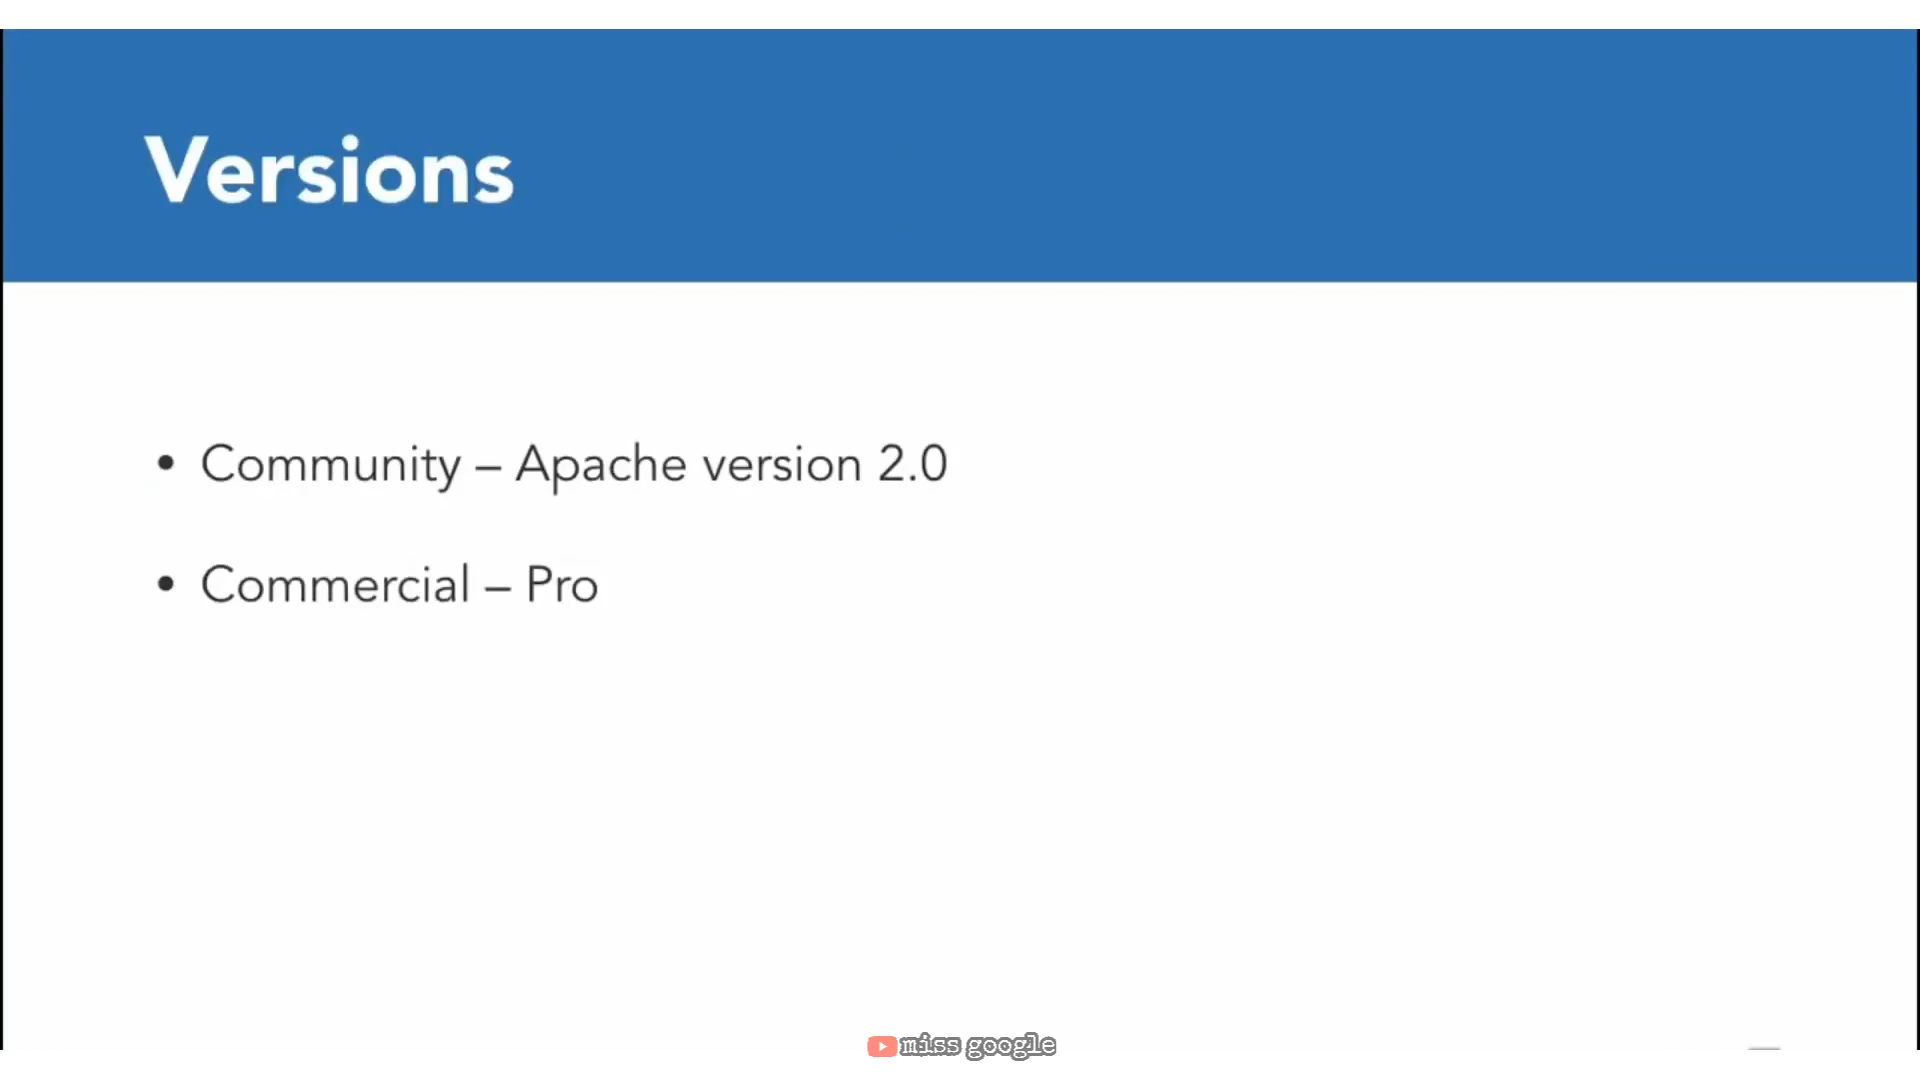 Versions
• Community – Apache version 2.0
• Commercial – Pro
miss google